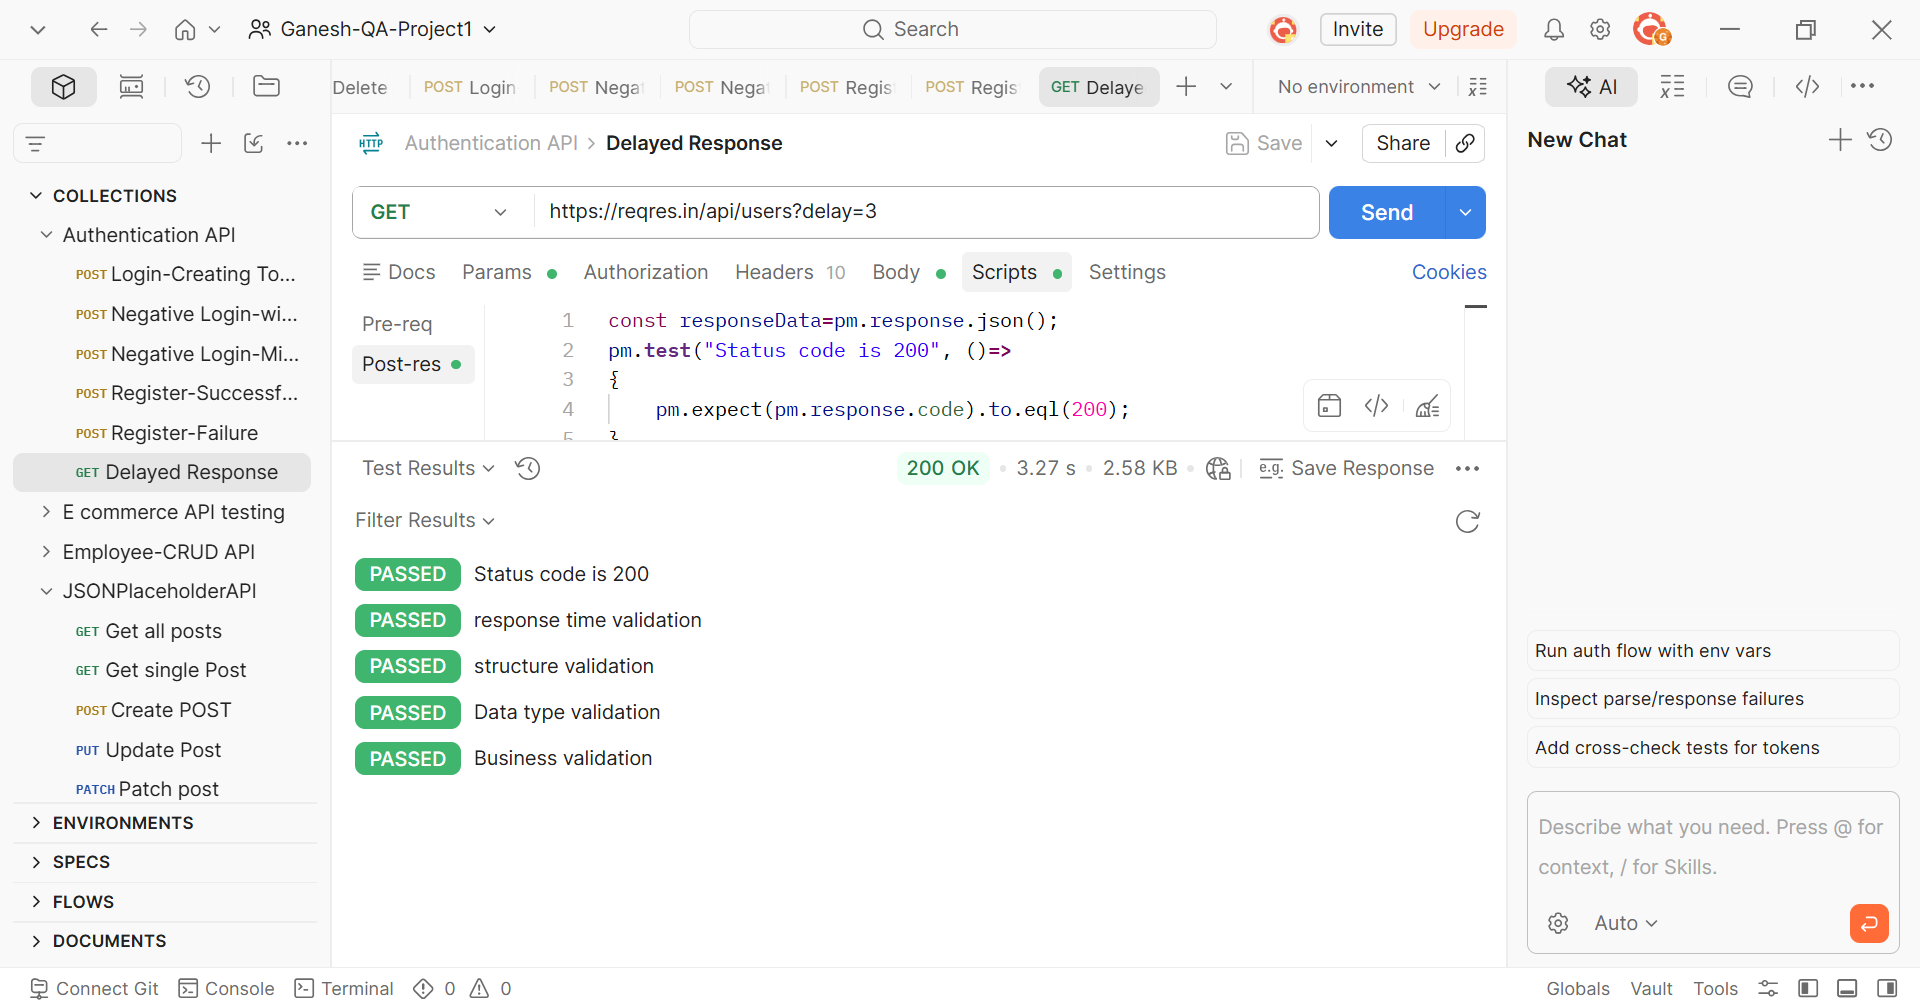 Ganesh-QA-Project1
Search
Invite
Upgrade
Delete
POST Login
POST Nega
POST Nega
POST Regis
POST Regis
GET Delaye
No environment
AI
HTTP Authentication API > Delayed Response
Save
Share
New Chat
COLLECTIONS
Authentication API
POST Login-Creating To...
POST Negative Login-wi...
POST Negative Login-Mi...
POST Register-Successf...
POST Register-Failure
GET Delayed Response
E commerce API testing
Employee-CRUD API
JSONPlaceholderAPI
GET Get all posts
GET Get single Post
POST Create POST
PUT Update Post
PATCH Patch post
ENVIRONMENTS
SPECS
FLOWS
DOCUMENTS
GET https://reqres.in/api/users?delay=3
Send
Docs Params Authorization Headers 10 Body Scripts Settings Cookies
Pre-req
Post-res
1 const responseData=pm.response.json();
2 pm.test("Status code is 200", ()=>
3 {
4 pm.expect(pm.response.code).to.eql(200);
5 }
Test Results
200 OK 3.27 s 2.58 KB
e.g. Save Response
Filter Results
PASSED Status code is 200
PASSED response time validation
PASSED structure validation
PASSED Data type validation
PASSED Business validation
Run auth flow with env vars
Inspect parse/response failures
Add cross-check tests for tokens
Describe what you need. Press @ for
context, / for Skills.
Auto
Connect Git Console Terminal 0 0
Globals Vault Tools